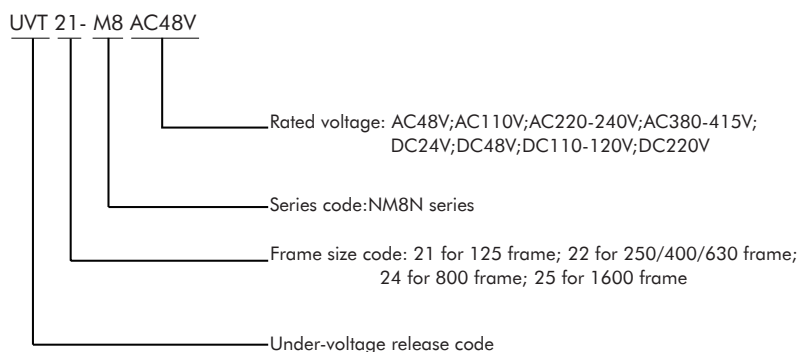 UVT 21- M8 AC48V
Rated voltage: AC48V;AC110V;AC220-240V;AC380-415V;
DC24V;DC48V;DC110-120V;DC220V
Series code:NM8N series
Frame size code: 21 for 125 frame; 22 for 250/400/630 frame;
24 for 800 frame; 25 for 1600 frame
Under-voltage release code